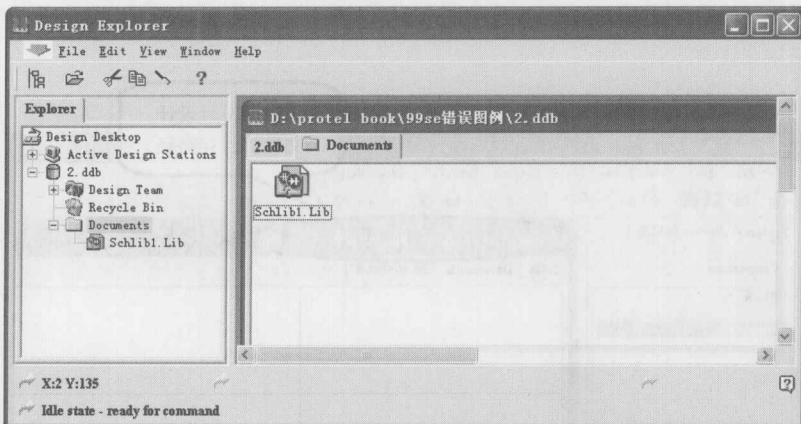 Design Explorer
File Edit View Window Help
?
Explorer
Design Desktop
Active Design Stations
2.ddb
Design Team
Recycle Bin
Documents
Schlib1.Lib
D:\protel book\99se错误图例\2.ddb
2.ddb Documents
Schlib1.Lib
X:2 Y:135
?
Idle state - ready for command